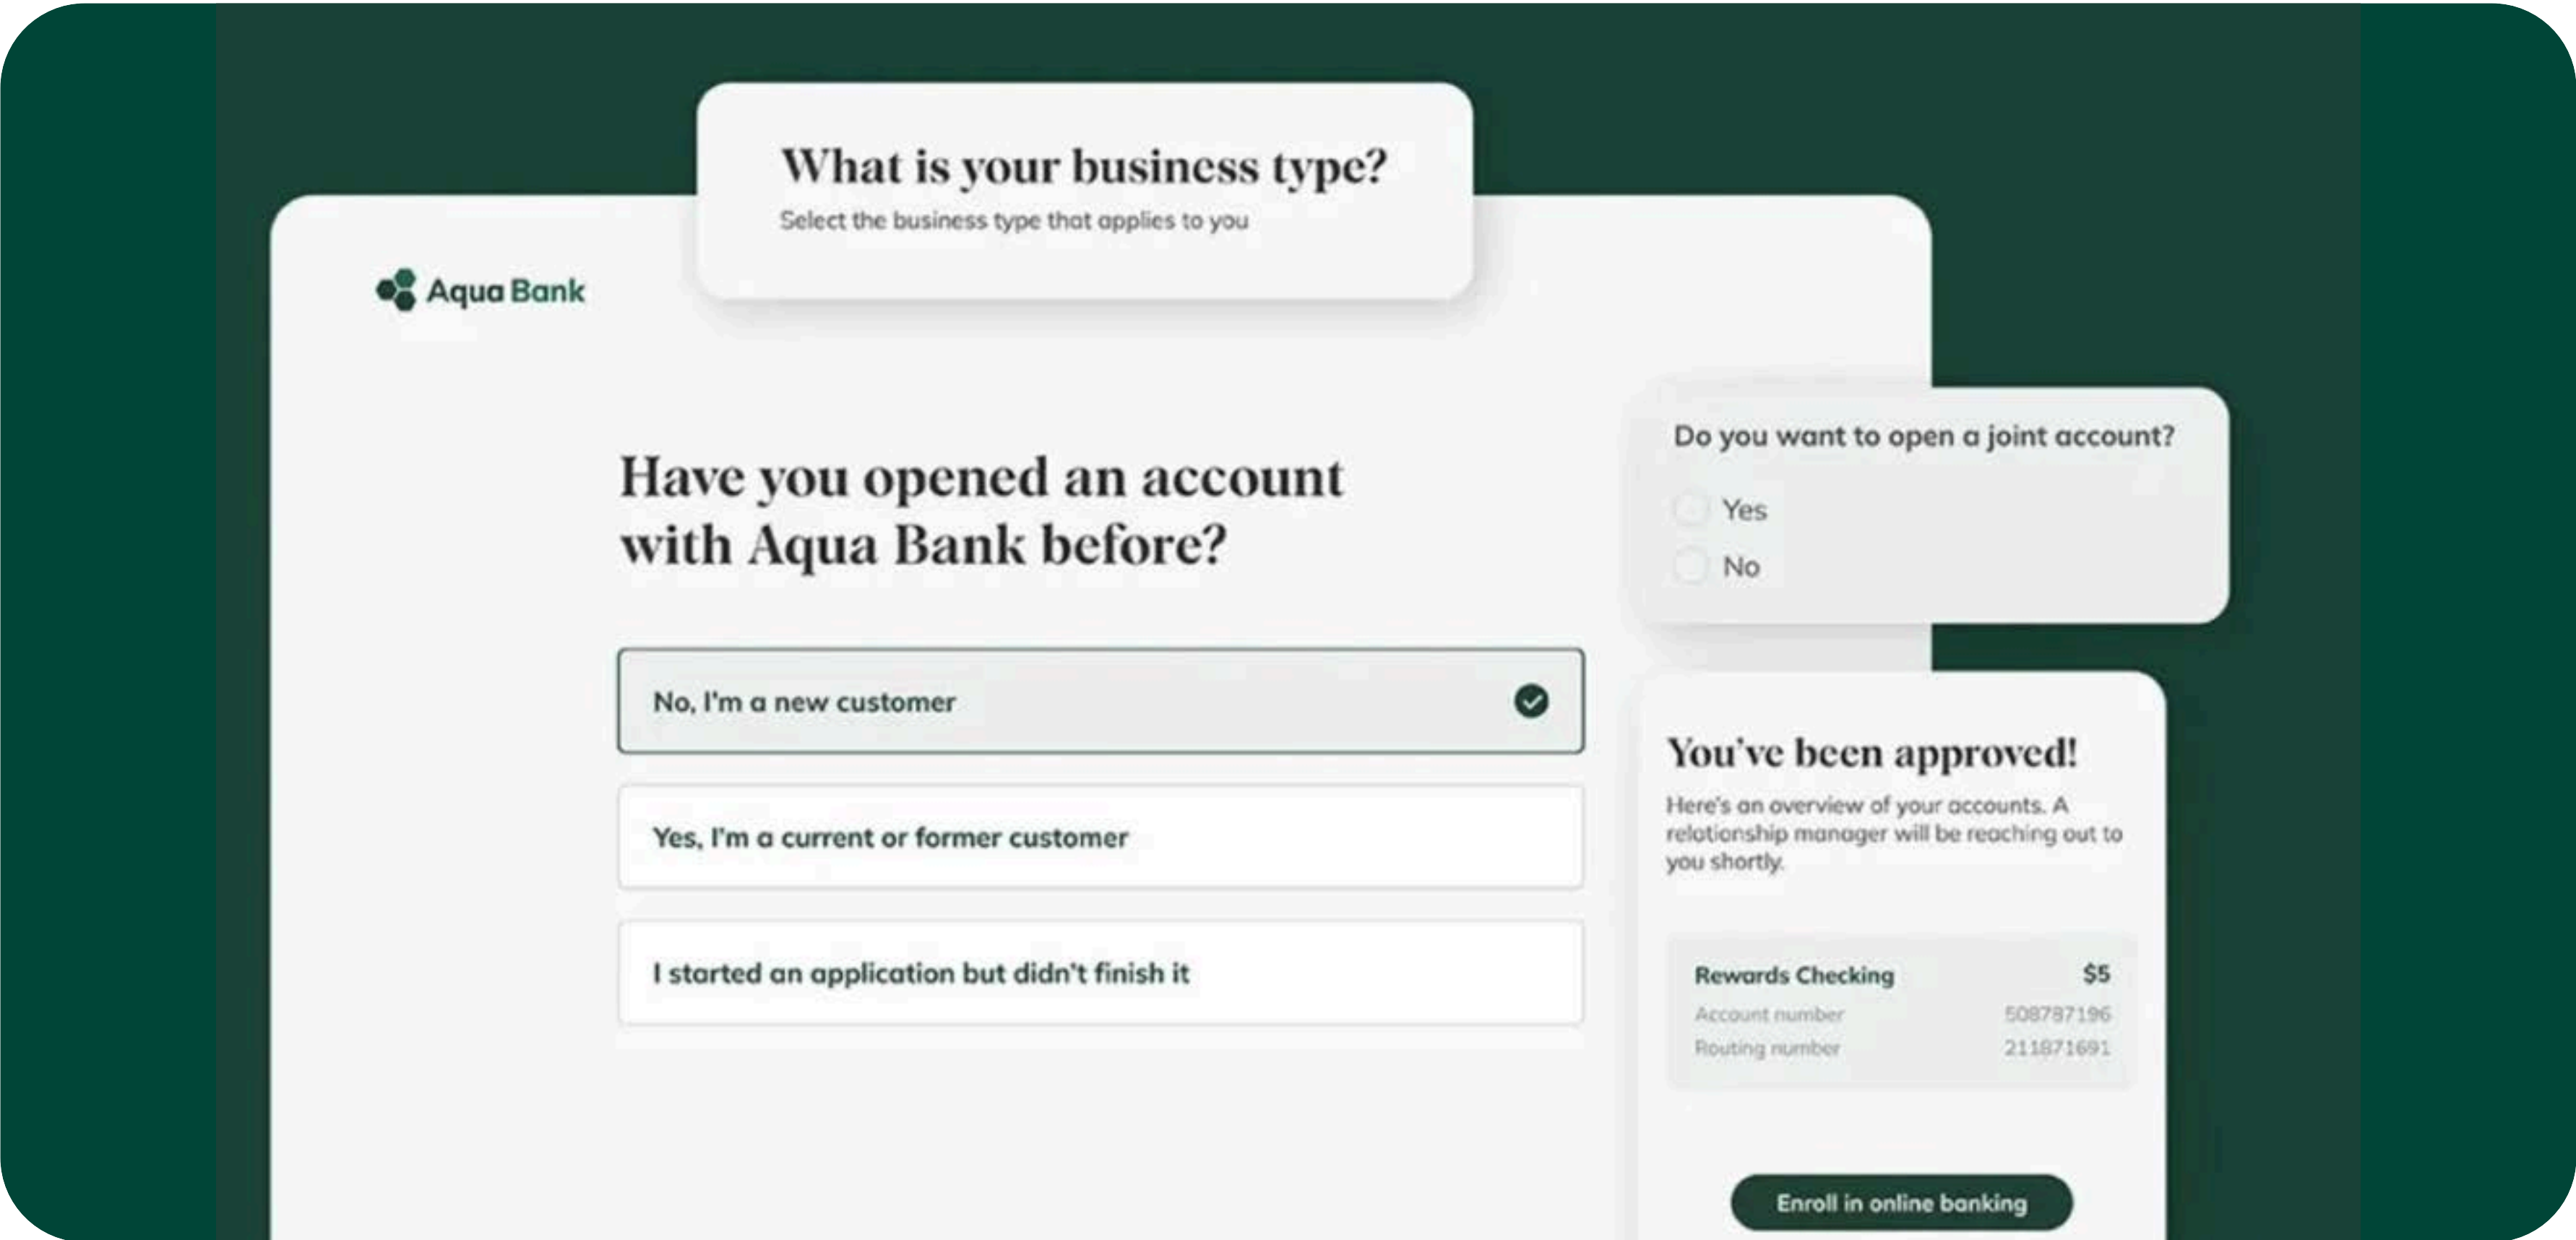 What is your business type?
Select the business type that applies to you
Aqua Bank
Have you opened an account
with Aqua Bank before?
No, I'm a new customer
Yes, I'm a current or former customer
I started an application but didn't finish it
Do you want to open a joint account?
Yes
No
You've been approved!
Here's an overview of your accounts. A
relationship manager will be reaching out to
you shortly.
Rewards Checking $5
Account number 508787196
Routing number 211871691
Enroll in online banking